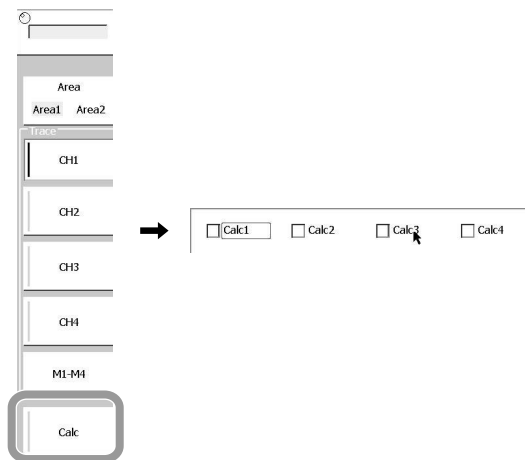 Area
Area1 Area2
Trace
CH1
CH2
CH3
CH4
M1-M4
Calc
Calc1 Calc2 Calc3 Calc4